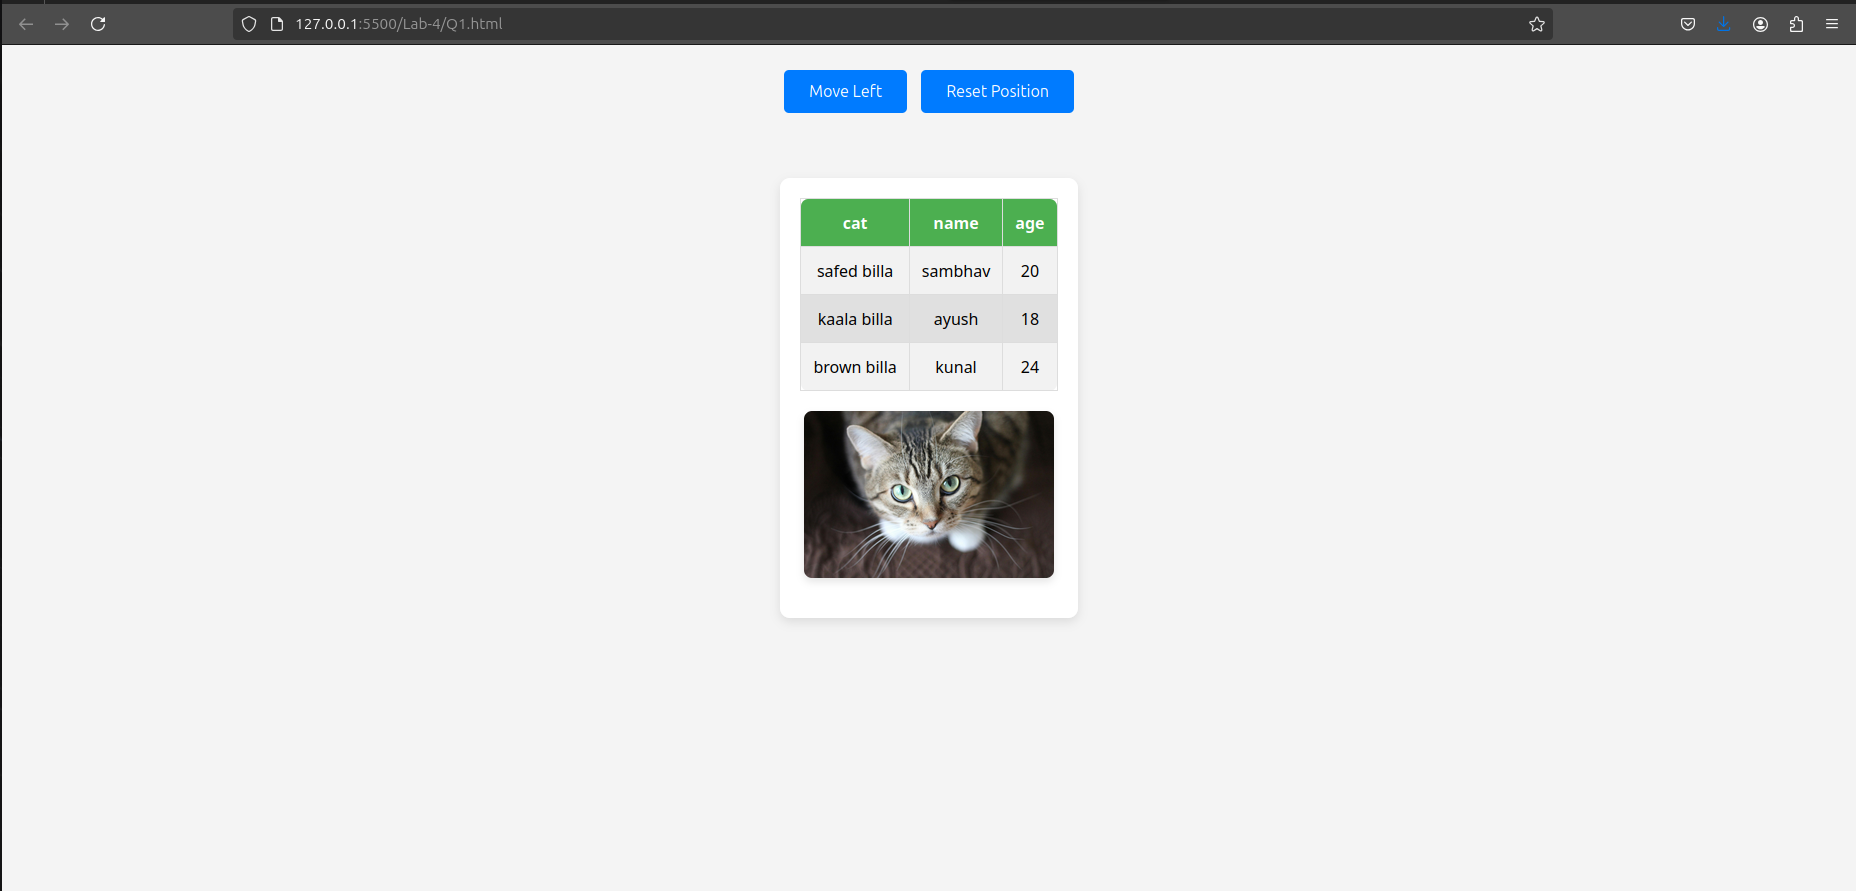 127.0.0.1:5500/Lab-4/Q1.html
Move Left Reset Position
cat name age
safed billa sambhav 20
kaala billa ayush 18
brown billa kunal 24